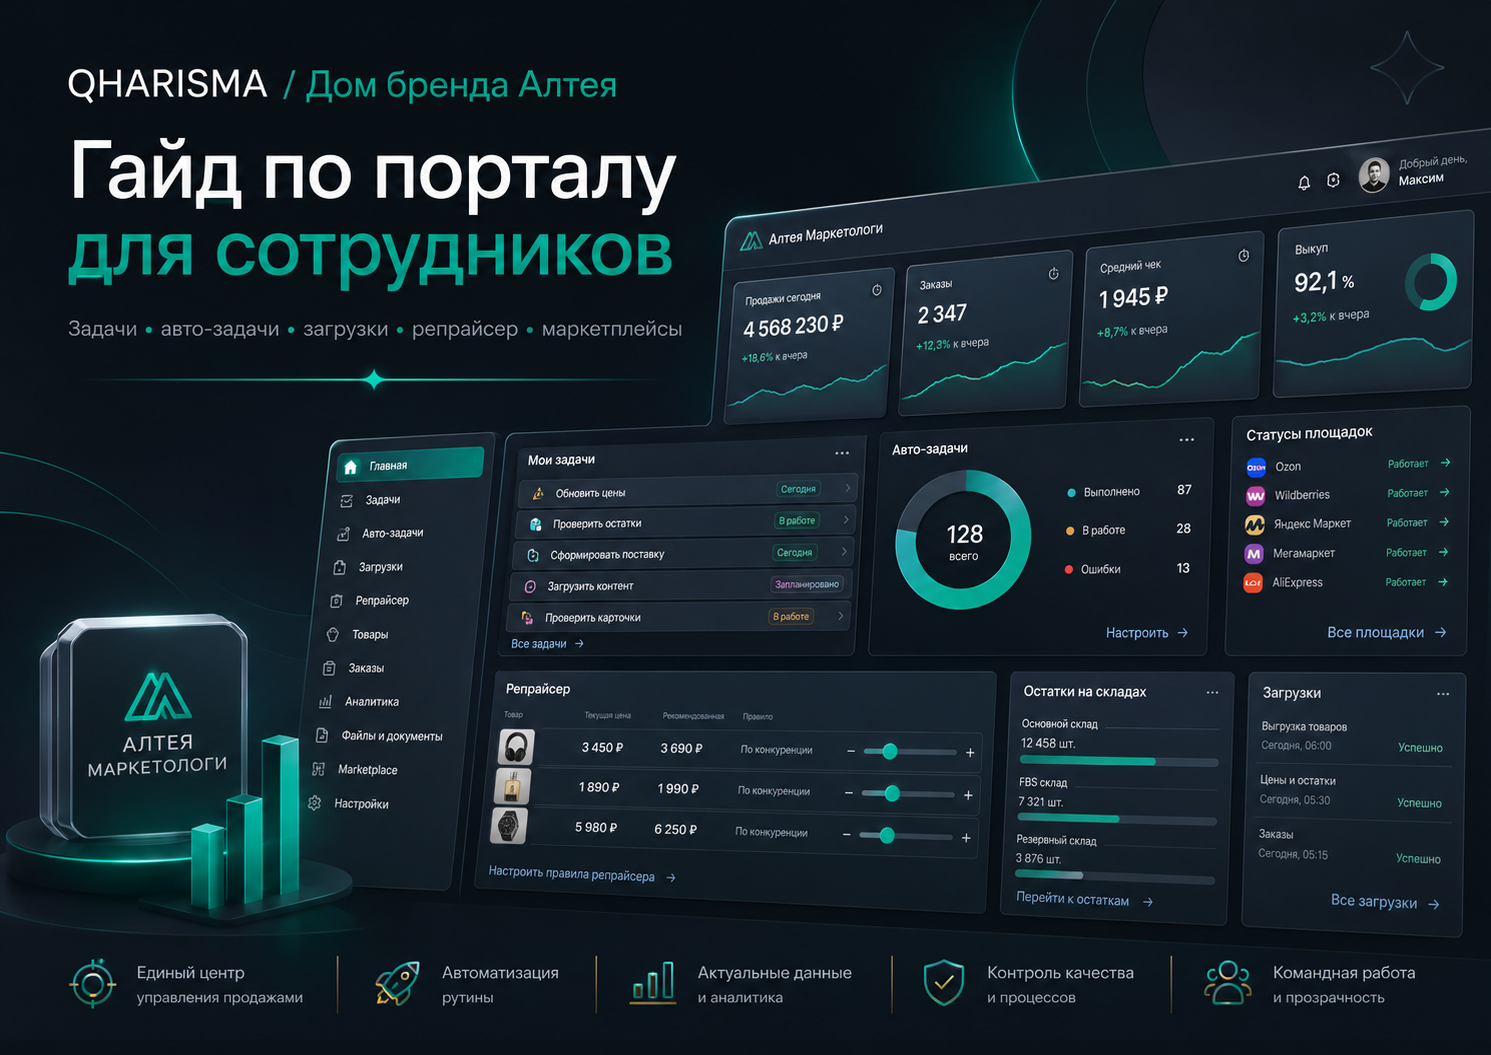 QHARISMA / Дом бренда Алтея
Гайд по порталу
для сотрудников
Задачи • авто-задачи • загрузки • репрайсер • маркетплейсы
Добрый день,
Максим
Алтея Маркетологи
Продажи сегодня
4 568 230 ₽
+18,6% к вчера
Заказы
2 347
+12,3% к вчера
Средний чек
1 945 ₽
+8,7% к вчера
Выкуп
92,1 %
+3,2% к вчера
Главная
Задачи
Авто-задачи
Загрузки
Репрайсер
Товары
Заказы
Аналитика
Файлы и документы
Marketplace
Настройки
Мои задачи
Обновить цены Сегодня
Проверить остатки В работе
Сформировать поставку Сегодня
Загрузить контент Запланировано
Проверить карточки В работе
Все задачи →
Авто-задачи
128
всего
Выполнено 87
В работе 28
Ошибки 13
Настроить →
Статусы площадок
Ozon Работает →
Wildberries Работает →
Яндекс Маркет Работает →
M Мегамаркет Работает →
AliExpress Работает →
Все площадки →
Репрайсер
Товар Текущая цена Рекомендованная Правило
3 450 ₽ 3 690 ₽ По конкуренции − +
1 890 ₽ 1 990 ₽ По конкуренции − +
5 980 ₽ 6 250 ₽ По конкуренции − +
Настроить правила репрайсера →
Остатки на складах
Основной склад
12 458 шт.
FBS склад
7 321 шт.
Резервный склад
3 876 шт.
Перейти к остаткам →
Загрузки
Выгрузка товаров
Сегодня, 06:00 Успешно
Цены и остатки
Сегодня, 05:30 Успешно
Заказы
Сегодня, 05:15 Успешно
Все загрузки →
АЛТЕЯ
МАРКЕТОЛОГИ
Единый центр
управления продажами
Автоматизация
рутины
Актуальные данные
и аналитика
Контроль качества
и процессов
Командная работа
и прозрачность